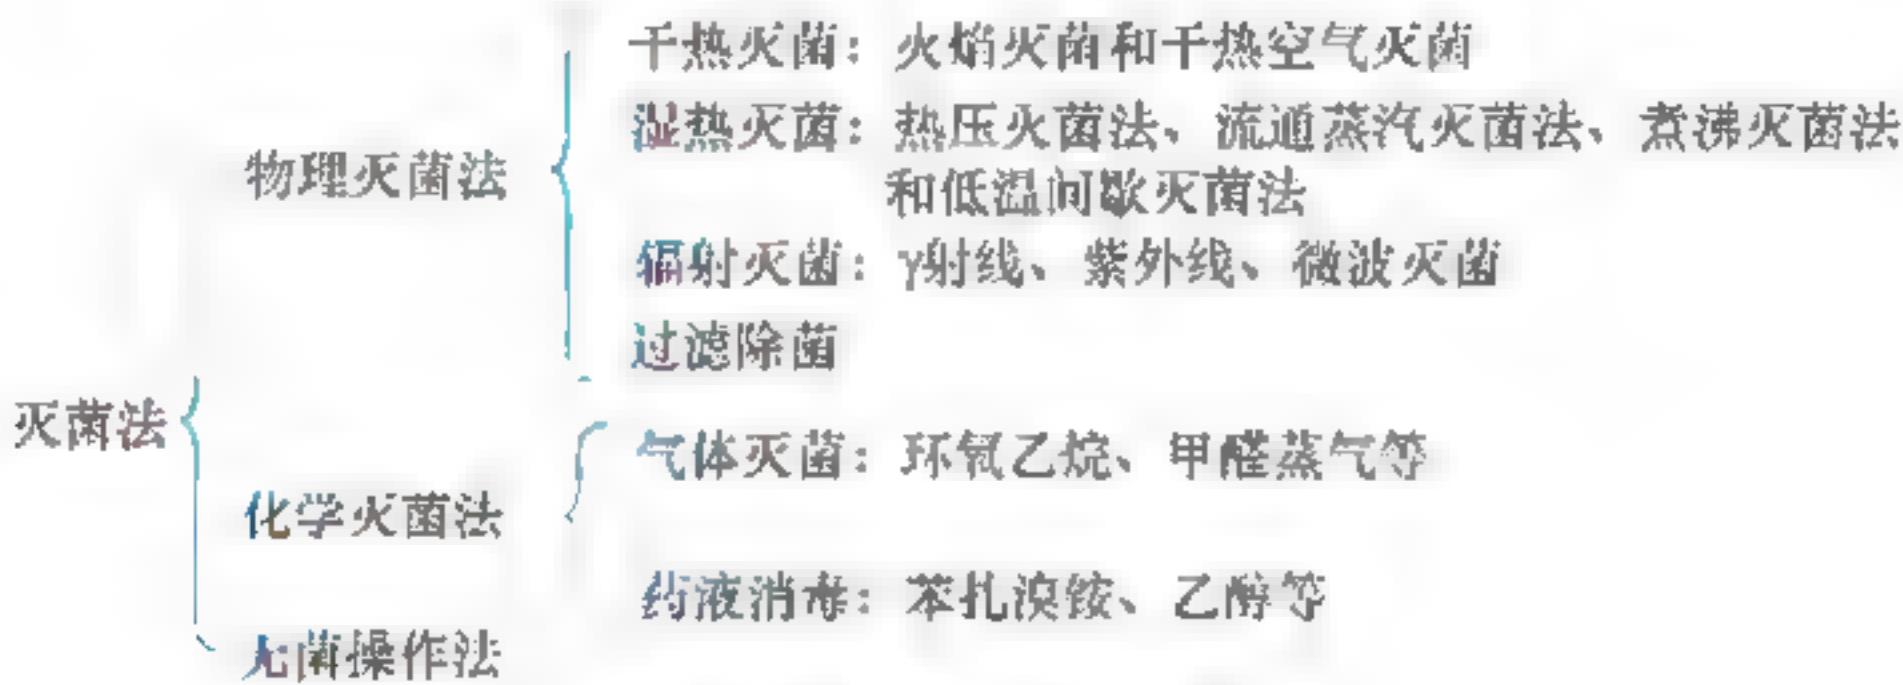 干热灭菌：火焰灭菌和干热空气灭菌
湿热灭菌：热压灭菌法、流通蒸汽灭菌法、煮沸灭菌法
和低温间歇灭菌法
物理灭菌法
辐射灭菌：γ射线、紫外线、微波灭菌
过滤除菌
灭菌法
气体灭菌：环氧乙烷、甲醛蒸气等
化学灭菌法
药液消毒：苯扎溴铵、乙醇等
无菌操作法